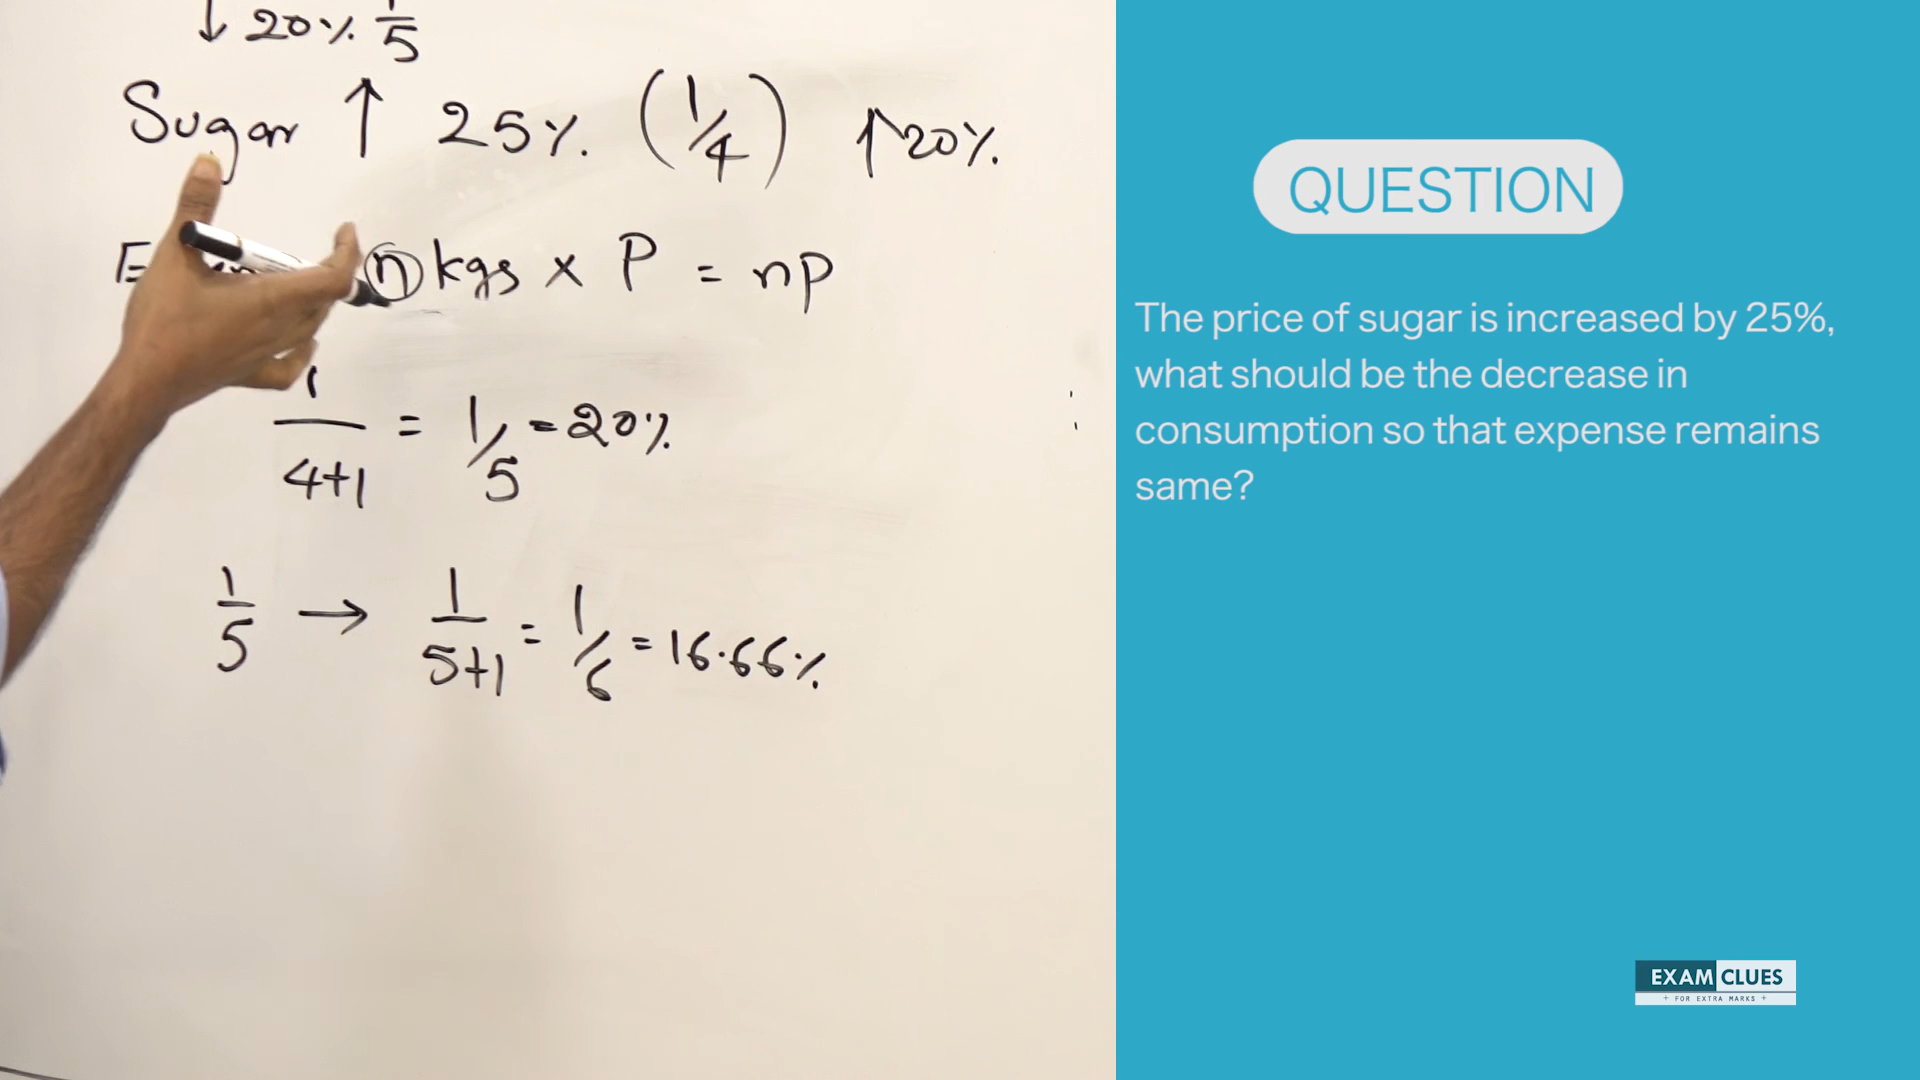 ↓ 20% 1/5
Sugar ↑ 25% (1/4) ↑20%
n kgs x P = np
1/4+1 = 1/5 = 20%
1/5 → 1/5+1 = 1/6 = 16.66%
QUESTION
The price of sugar is increased by 25%,
what should be the decrease in
consumption so that expense remains
same?
EXAM CLUES
+ FOR EXTRA MARKS +